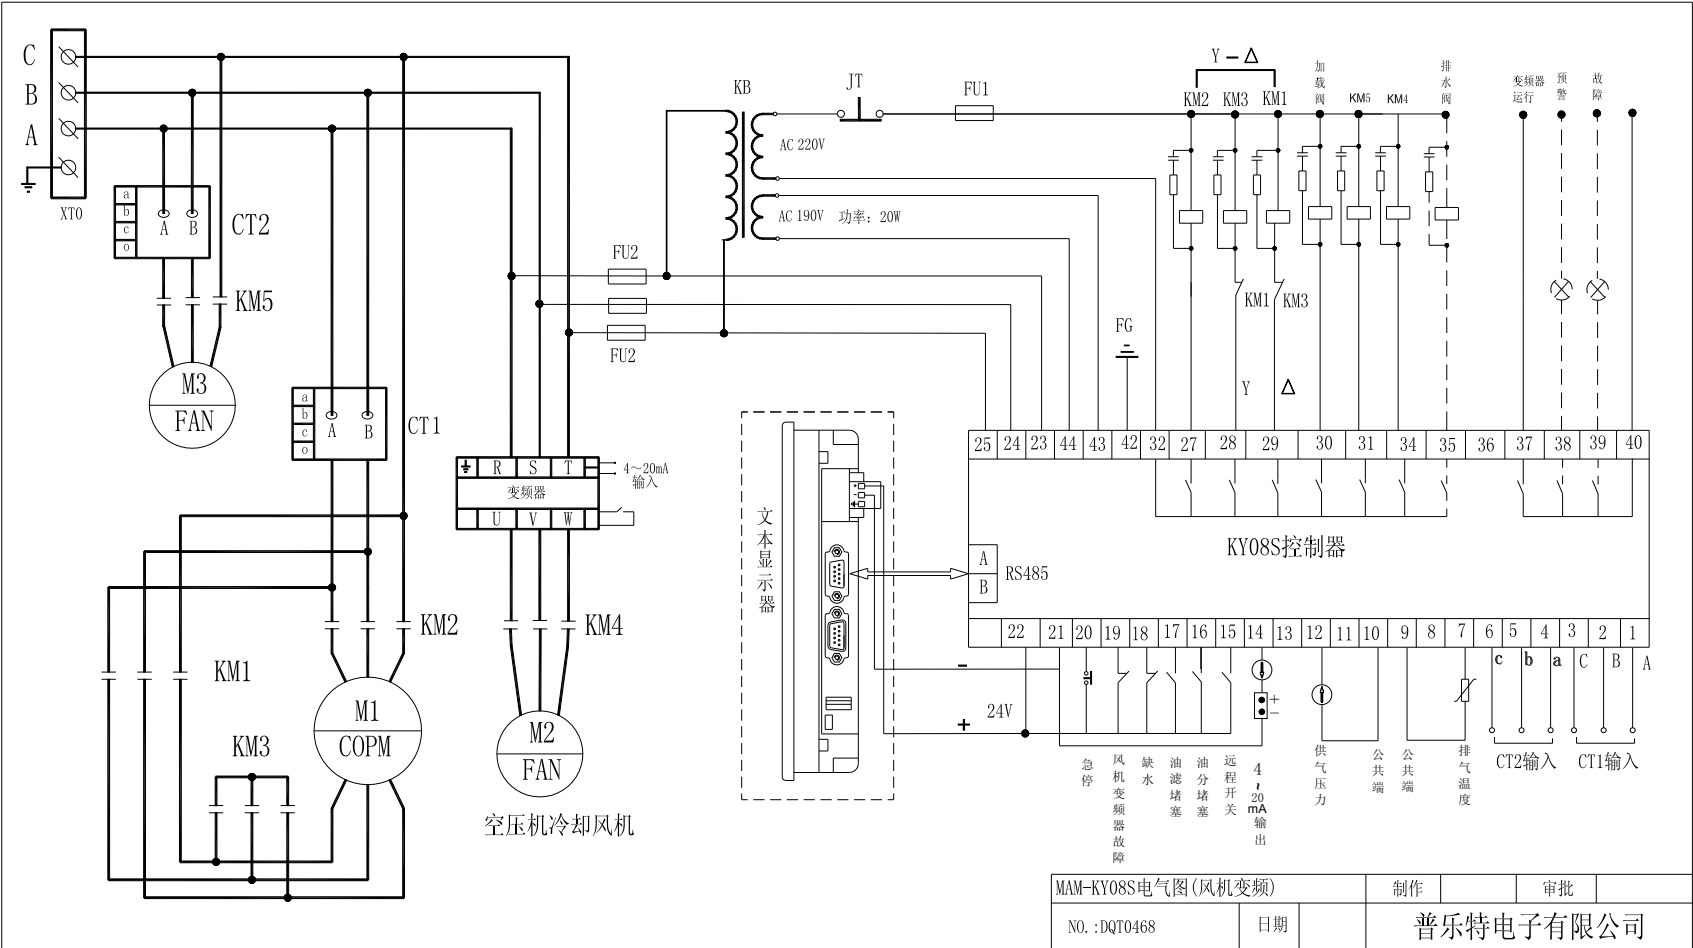 C
B
A
XT0
a
b
c
o
A
B
CT2
KM5
M3
FAN
a
b
c
o
A
B
CT1
KM1
KM2
M1
COPM
KM3
R
S
T
4～20mA
输入
变频器
U
V
W
KM4
M2
FAN
空压机冷却风机
FU2
FU2
KB
AC 220V
AC 190V
功率: 20W
JT
FU1
Y－△
KM2
KM3
KM1
加载阀
KM5
KM4
排水阀
变频器
运行
预警
故障
KM1
KM3
FG
Y
△
25
24
23
44
43
42
32
27
28
29
30
31
34
35
36
37
38
39
40
文本显示器
KY08S控制器
A
B
RS485
22
21
20
19
18
17
16
15
14
13
12
11
10
9
8
7
6
5
4
3
2
1
c
b
a
C
B
A
－
+
24V
+
－
急停
风机变频器故障
缺水
油滤堵塞
油分堵塞
远程开关
4~20mA输出
供气压力
公共端
公共端
排气温度
CT2输入
CT1输入
MAM-KY08S电气图(风机变频)
制作
审批
NO.:DQT0468
日期
普乐特电子有限公司